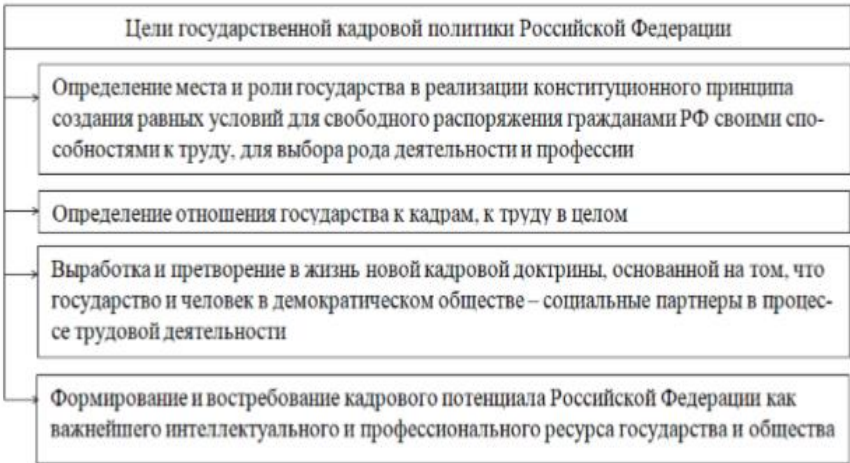 Цели государственной кадровой политики Российской Федерации
Определение места и роли государства в реализации конституционного принципа
создания равных условий для свободного распоряжения гражданами РФ своими спо-
собностями к труду, для выбора рода деятельности и профессии
Определение отношения государства к кадрам, к труду в целом
Выработка и претворение в жизнь новой кадровой доктрины, основанной на том, что
государство и человек в демократическом обществе – социальные партнеры в процес-
се трудовой деятельности
Формирование и востребование кадрового потенциала Российской Федерации как
важнейшего интеллектуального и профессионального ресурса государства и общества